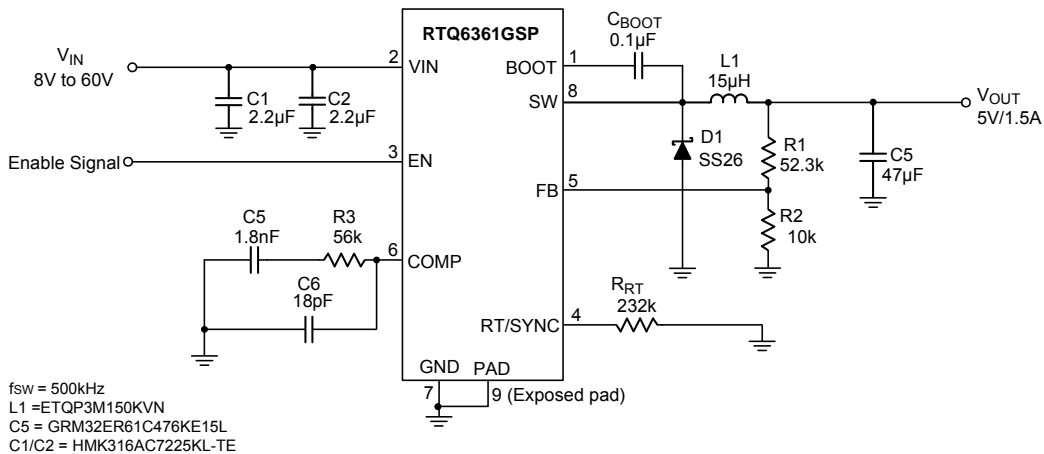 RTQ6361GSP
VIN
8V to 60V
C1
2.2µF
C2
2.2µF
2
VIN
Enable Signal
3
EN
C5
1.8nF
R3
56k
6
COMP
C6
18pF
GND
PAD
7
9 (Exposed pad)
BOOT
1
CBOOT
0.1µF
SW
8
L1
15µH
D1
SS26
R1
52.3k
C5
47µF
VOUT
5V/1.5A
FB
5
R2
10k
RT/SYNC
4
RRT
232k
fSW = 500kHz
L1 =ETQP3M150KVN
C5 = GRM32ER61C476KE15L
C1/C2 = HMK316AC7225KL-TE